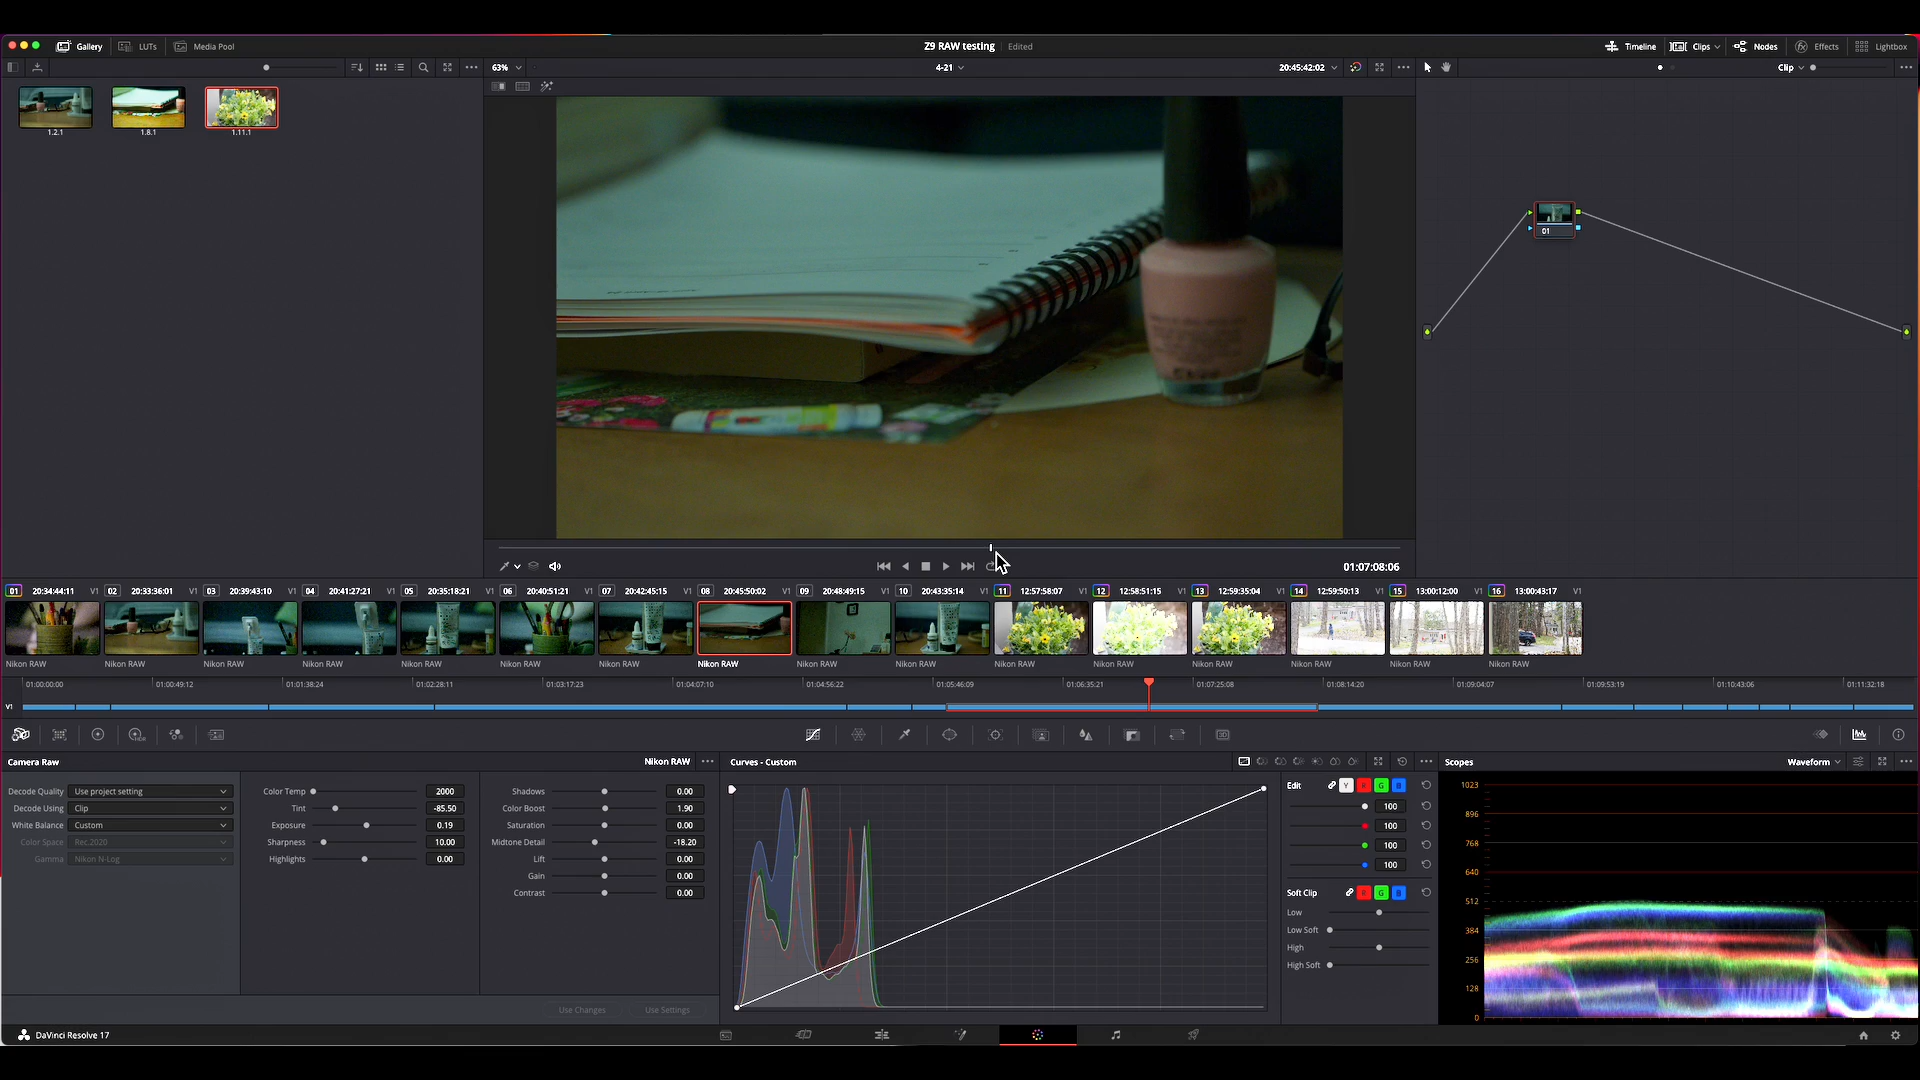 Gallery LUTs Media Pool Z9 RAW testing Edited Timeline Clips Nodes Effects Lightbox
63% 4-21 20:45:42:02 Clip
1.2.1 1.8.1 1.11.1
01
01:07:08:06
01 20:34:44:11 V1 02 20:33:36:01 V1 03 20:39:43:10 V1 04 20:41:27:21 V1 05 20:35:18:21 V1 06 20:40:51:21 V1 07 20:42:45:15 V1 08 20:45:50:02 V1 09 20:48:49:15 V1 10 20:43:35:14 V1 11 12:57:58:07 V1 12 12:58:51:15 V1 13 12:59:35:04 V1 14 12:59:50:13 V1 15 13:00:12:00 V1 16 13:00:43:17 V1
Nikon RAW Nikon RAW Nikon RAW Nikon RAW Nikon RAW Nikon RAW Nikon RAW Nikon RAW Nikon RAW Nikon RAW Nikon RAW Nikon RAW Nikon RAW Nikon RAW Nikon RAW Nikon RAW
01:00:00:00 01:00:49:12 01:01:38:24 01:02:28:11 01:03:17:23 01:04:07:10 01:04:56:22 01:05:46:09 01:06:35:21 01:07:25:08 01:08:14:20 01:09:04:07 01:09:53:19 01:10:43:06 01:11:32:18
V1
Camera Raw Nikon RAW Curves - Custom Scopes Waveform
Decode Quality Use project setting
Decode Using Clip
White Balance Custom
Color Space Rec.2020
Gamma Nikon N-Log
Color Temp 2000
Tint -85.50
Exposure 0.19
Sharpness 10.00
Highlights 0.00
Shadows 0.00
Color Boost 1.90
Saturation 0.00
Midtone Detail -18.20
Lift 0.00
Gain 0.00
Contrast 0.00
Use Changes Use Settings
Edit Y R G B
100
100
100
100
Soft Clip R G B
Low
Low Soft
High
High Soft
1023
896
768
640
512
384
256
128
0
DaVinci Resolve 17